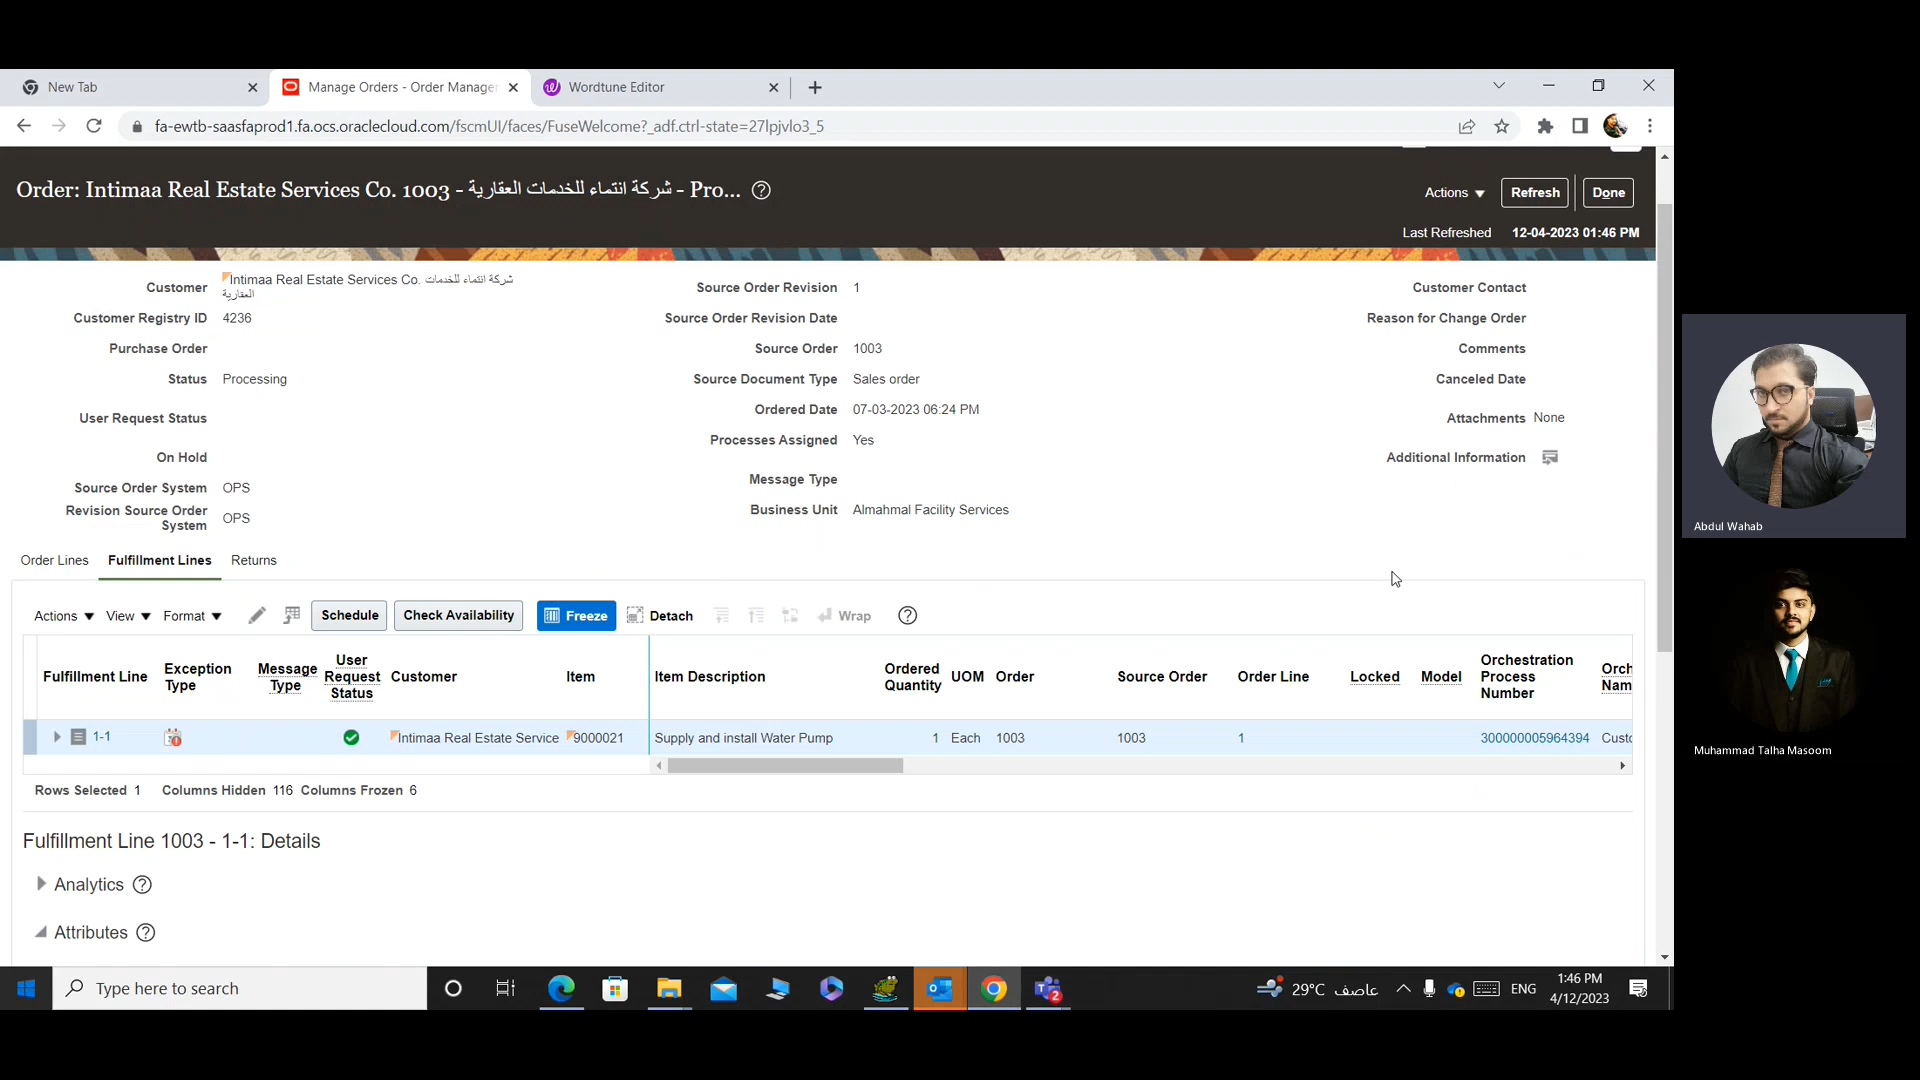 New Tab
Manage Orders - Order Manage
Wordtune Editor
fa-ewtb-saasfaprod1.fa.ocs.oraclecloud.com/fscmUI/faces/FuseWelcome?_adf.ctrl-state=27lpjvlo3_5
Order: Intimaa Real Estate Services Co. 1003 - شركة انتماء للخدمات العقارية - Pro...
Actions
Refresh
Done
Last Refreshed 12-04-2023 01:46 PM
Customer Intimaa Real Estate Services Co. شركة انتماء للخدمات
العقارية
Customer Registry ID 4236
Purchase Order
Status Processing
User Request Status
On Hold
Source Order System OPS
Revision Source Order
System OPS
Source Order Revision 1
Source Order Revision Date
Source Order 1003
Source Document Type Sales order
Ordered Date 07-03-2023 06:24 PM
Processes Assigned Yes
Message Type
Business Unit Almahmal Facility Services
Customer Contact
Reason for Change Order
Comments
Canceled Date
Attachments None
Additional Information
Order Lines Fulfillment Lines Returns
Actions View Format Schedule Check Availability Freeze Detach Wrap
Fulfillment Line
Exception
Type
Message
Type
User
Request
Status
Customer
Item
Item Description
Ordered
Quantity
UOM
Order
Source Order
Order Line
Locked
Model
Orchestration
Process
Number
Orch
Nam
1-1 Intimaa Real Estate Service 9000021 Supply and install Water Pump 1 Each 1003 1003 1 300000005964394 Custo
Rows Selected 1 Columns Hidden 116 Columns Frozen 6
Fulfillment Line 1003 - 1-1: Details
Analytics
Attributes
Type here to search
29°C عاصف
ENG
1:46 PM
4/12/2023
2
Abdul Wahab
Muhammad Talha Masoom